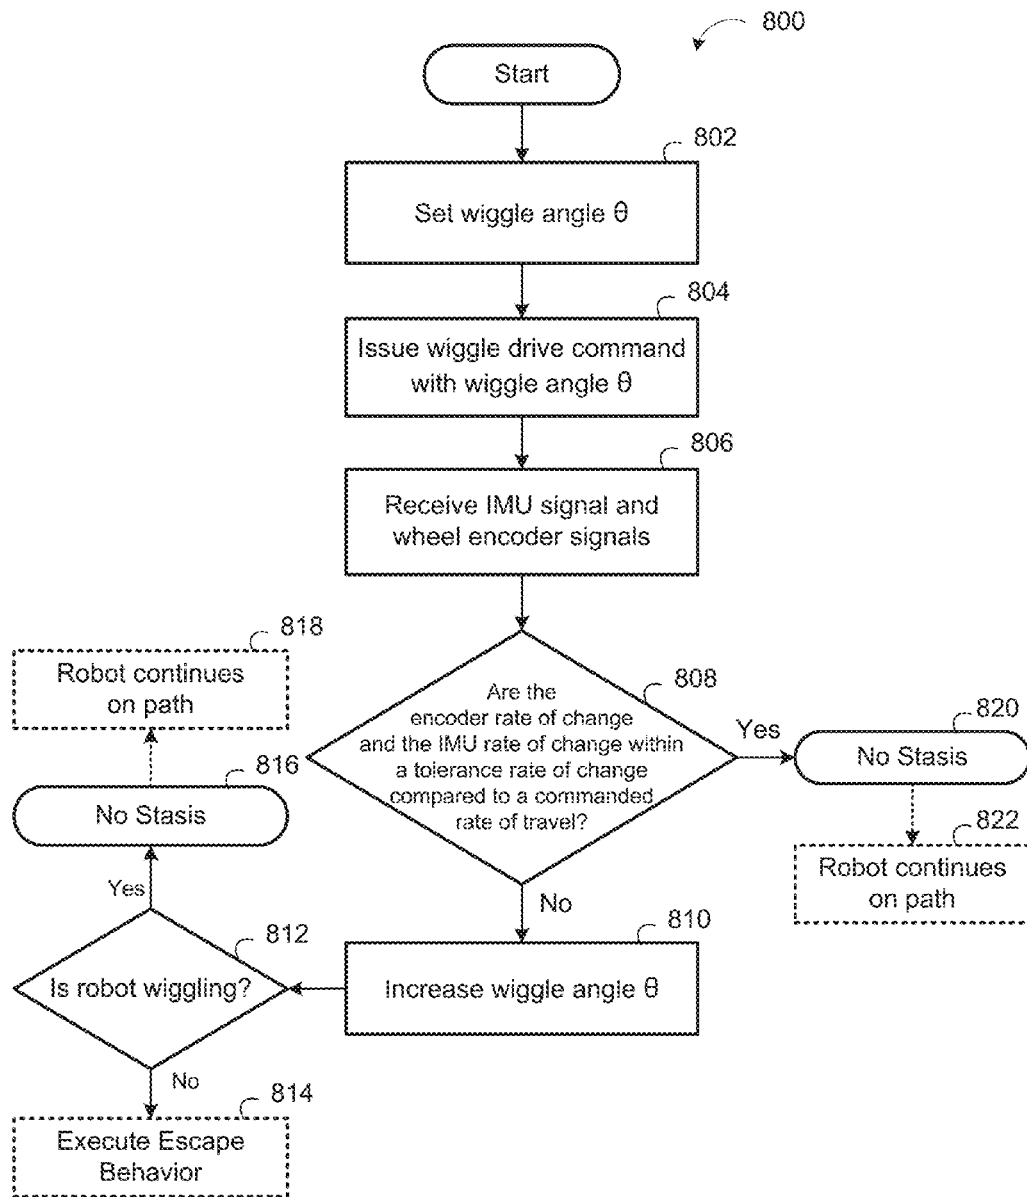 800
Start
802
Set wiggle angle θ
804
Issue wiggle drive command
with wiggle angle θ
806
Receive IMU signal and
wheel encoder signals
808
Are the
encoder rate of change
and the IMU rate of change within
a tolerance rate of change
compared to a commanded
rate of travel?
Yes
820
No Stasis
822
Robot continues
on path
No
810
Increase wiggle angle θ
812
Is robot wiggling?
Yes
816
No Stasis
818
Robot continues
on path
No
814
Execute Escape
Behavior